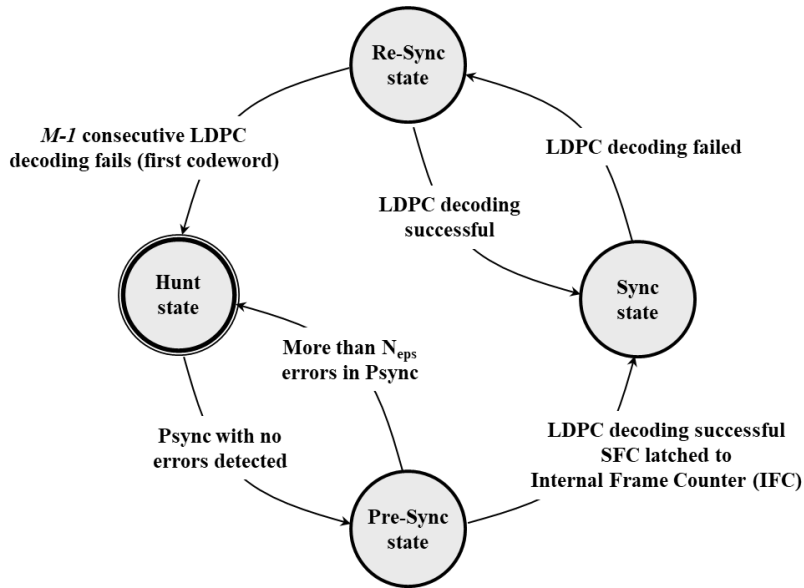 Re-Sync
state
M-1 consecutive LDPC
decoding fails (first codeword)
LDPC decoding failed
LDPC decoding
successful
Hunt
state
Sync
state
More than Neps
errors in Psync
Psync with no
errors detected
LDPC decoding successful
SFC latched to
Internal Frame Counter (IFC)
Pre-Sync
state